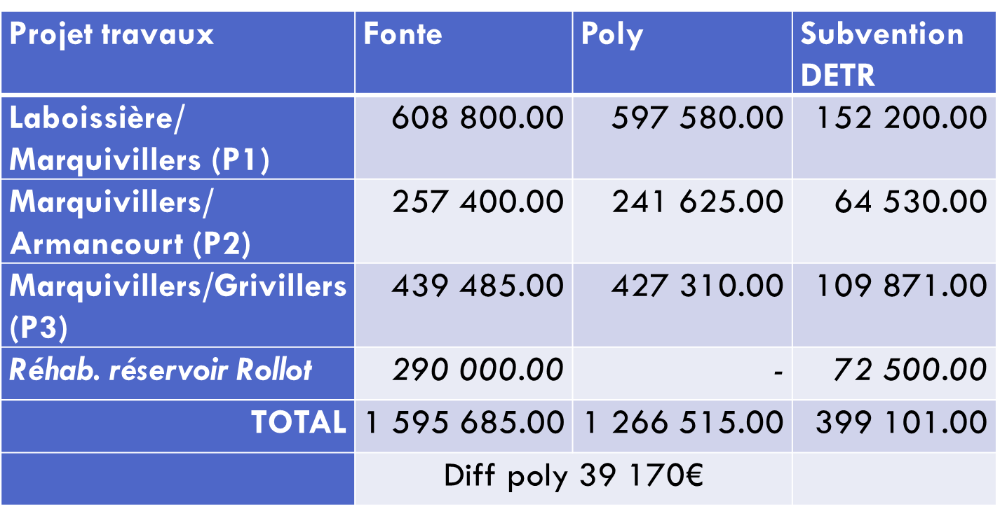 Projet travaux Fonte Poly Subvention
DETR
Laboissière/ 608 800.00 597 580.00 152 200.00
Marquivillers (P1)
Marquivillers/ 257 400.00 241 625.00 64 530.00
Armancourt (P2)
Marquivillers/Grivillers 439 485.00 427 310.00 109 871.00
(P3)
Réhab. réservoir Rollot 290 000.00 - 72 500.00
TOTAL 1 595 685.00 1 266 515.00 399 101.00
Diff poly 39 170€